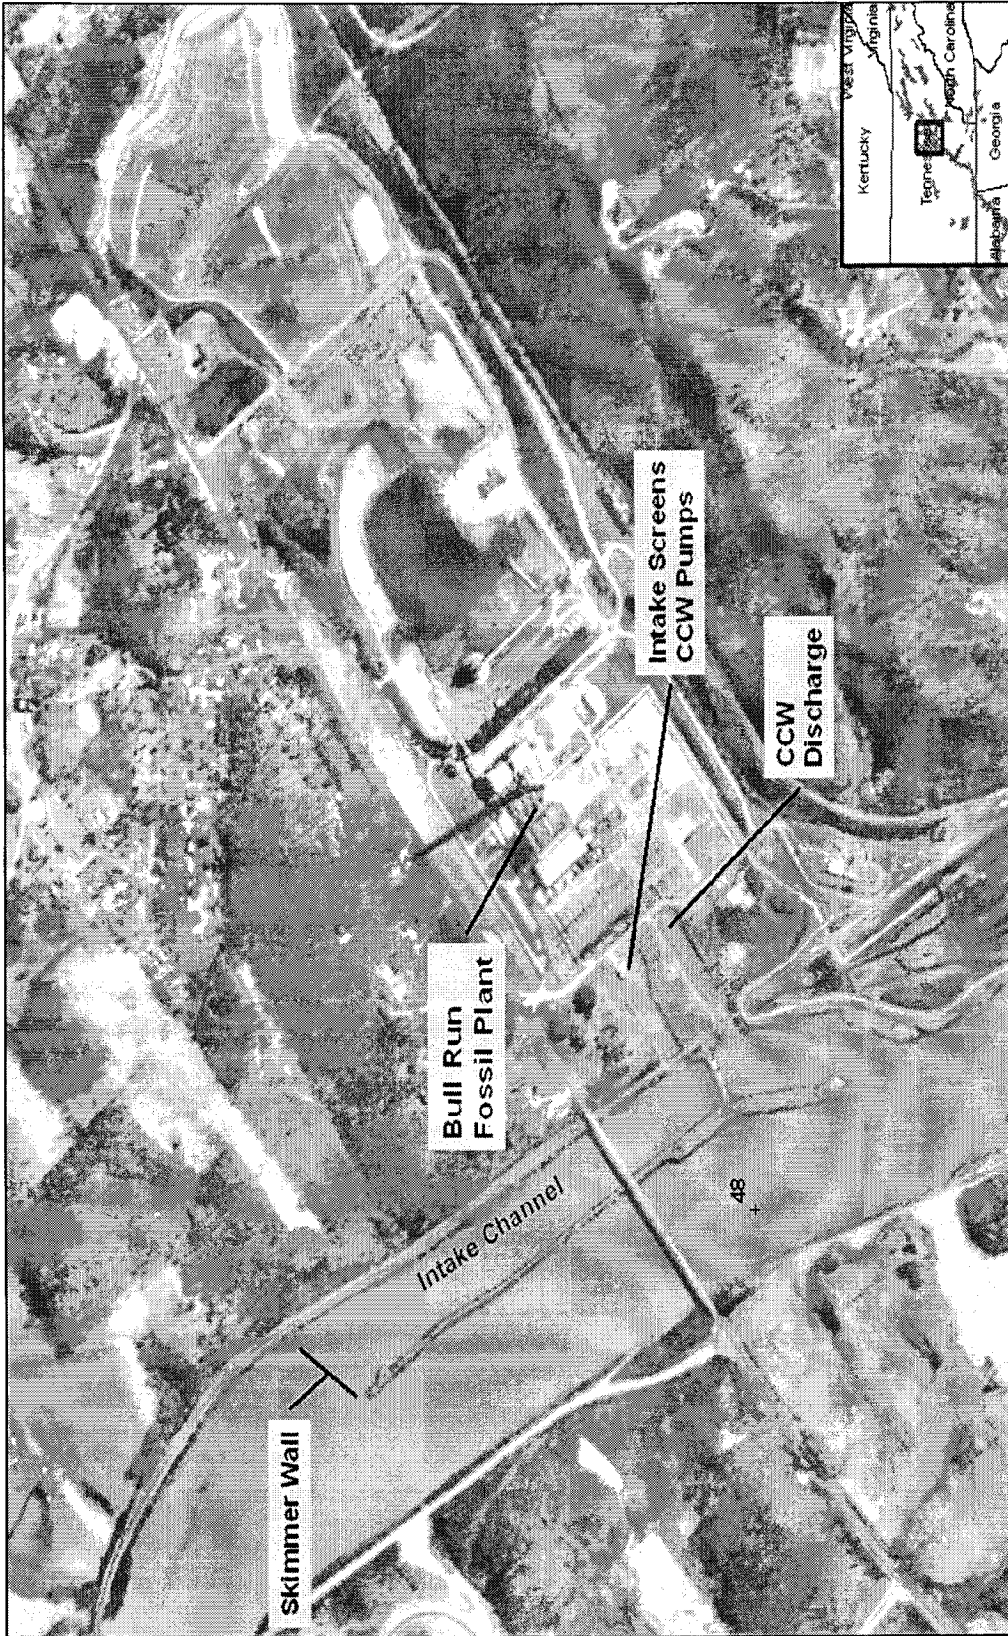 Skimmer Wall
Intake Channel
Bull Run
Fossil Plant
Intake Screens
CCW Pumps
CCW
Discharge
48
West Virginia
Virginia
Kentucky
Tennessee
North Carolina
Alabama
Georgia